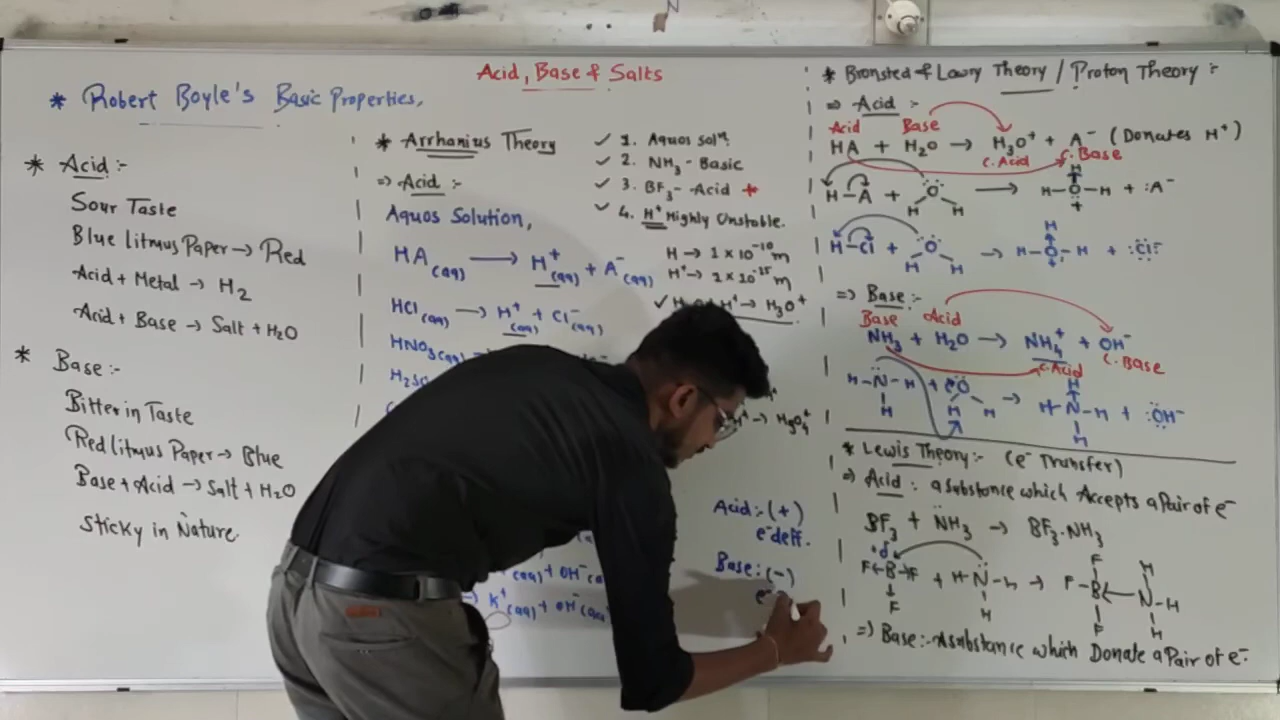 Acid, Base & Salts
* Robert Boyle's Basic Properties,
* Acid :-
Sour Taste
Blue litmus Paper → Red
Acid + Metal → H₂
Acid + Base → Salt + H₂O
* Base :-
Bitter in Taste
Red litmus Paper → Blue
Base + Acid → Salt + H₂O
Sticky in Nature.
* Arrhanius Theory
⇒ Acid :-
Aquos Solution,
HA(aq) → H⁺(aq) + A⁻(aq)
HCl(aq) → H⁺(aq) + Cl⁻(aq)
HNO₃(aq)
✓ 1. Aquos solⁿ.
✓ 2. NH₃ - Basic
✓ 3. BF₃ - Acid +
✓ 4. H⁺ Highly Unstable.
H → 1 × 10⁻¹⁰ m
H⁺ → 1 × 10⁻¹⁵ m
→ H₃O⁺
→ H₉O₄⁺
Acid :- (+)
e⁻ deff.
Base : (-)
e⁻
(aq) + OH⁻
K⁺(aq) + OH⁻(aq)
* Bronsted & Lowry Theory / Proton Theory :-
⇒ Acid :-
Acid Base
HA + H₂O → H₃O⁺ + A⁻ (Donates H⁺)
C. Acid C. Base
H
H-A + O → H-O-H + :A⁻
H H +
H
H-Cl + O → H-O-H + :Cl:⁻
H H +
⇒ Base :-
Base Acid
NH₃ + H₂O → NH₄⁺ + OH⁻
C. Acid C. Base
H
H-N-H + O → H-N-H + :OH⁻
H H H H
* Lewis Theory :- (e⁻ Transfer)
⇒ Acid : a substance which Accepts a Pair of e⁻
BF₃ + NH₃ → BF₃·NH₃
F H
F-B-F + H-N-H → F-B←N-H
F H F H
⇒ Base :- A substance which Donate a Pair of e⁻.